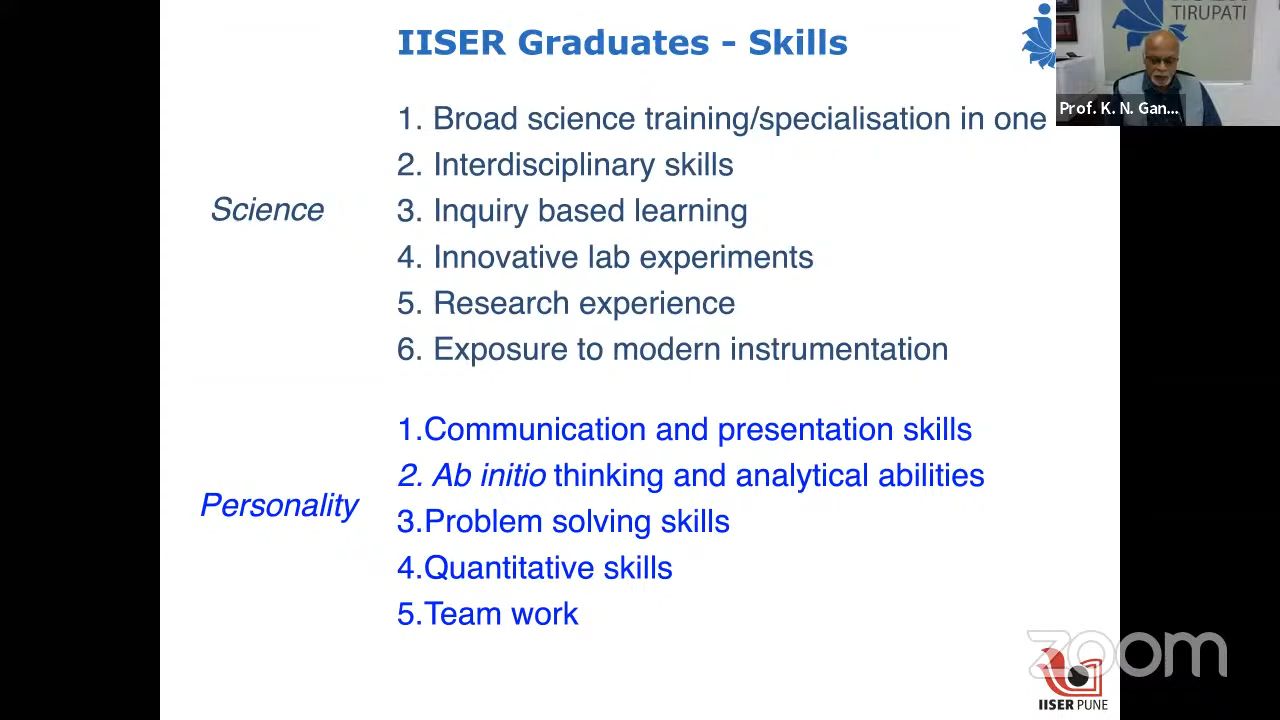 IISER Graduates - Skills
TIRUPATI
Prof. K. N. Gan...
Science
1. Broad science training/specialisation in one
2. Interdisciplinary skills
3. Inquiry based learning
4. Innovative lab experiments
5. Research experience
6. Exposure to modern instrumentation
Personality
1.Communication and presentation skills
2. Ab initio thinking and analytical abilities
3.Problem solving skills
4.Quantitative skills
5.Team work
zoom
IISER PUNE